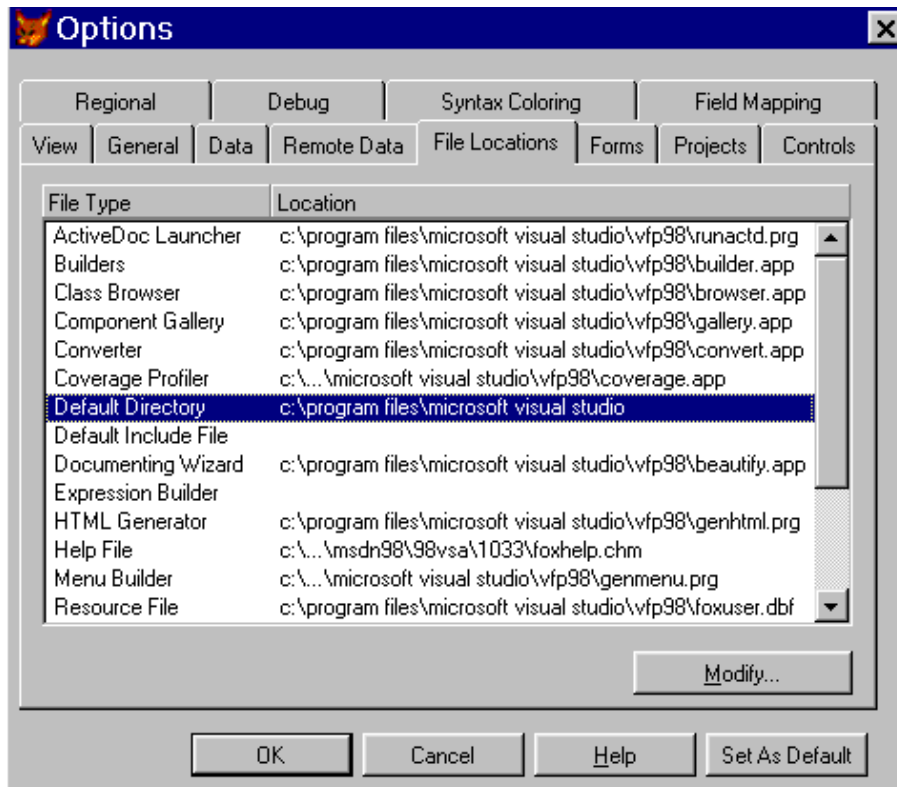 Options
Regional Debug Syntax Coloring Field Mapping
View General Data Remote Data File Locations Forms Projects Controls
File Type Location
ActiveDoc Launcher c:\program files\microsoft visual studio\vfp98\runactd.prg
Builders c:\program files\microsoft visual studio\vfp98\builder.app
Class Browser c:\program files\microsoft visual studio\vfp98\browser.app
Component Gallery c:\program files\microsoft visual studio\vfp98\gallery.app
Converter c:\program files\microsoft visual studio\vfp98\convert.app
Coverage Profiler c:\...\microsoft visual studio\vfp98\coverage.app
Default Directory c:\program files\microsoft visual studio
Default Include File
Documenting Wizard c:\program files\microsoft visual studio\vfp98\beautify.app
Expression Builder
HTML Generator c:\program files\microsoft visual studio\vfp98\genhtml.prg
Help File c:\...\msdn98\98vsa\1033\foxhelp.chm
Menu Builder c:\...\microsoft visual studio\vfp98\genmenu.prg
Resource File c:\program files\microsoft visual studio\vfp98\foxuser.dbf
Modify...
OK Cancel Help Set As Default